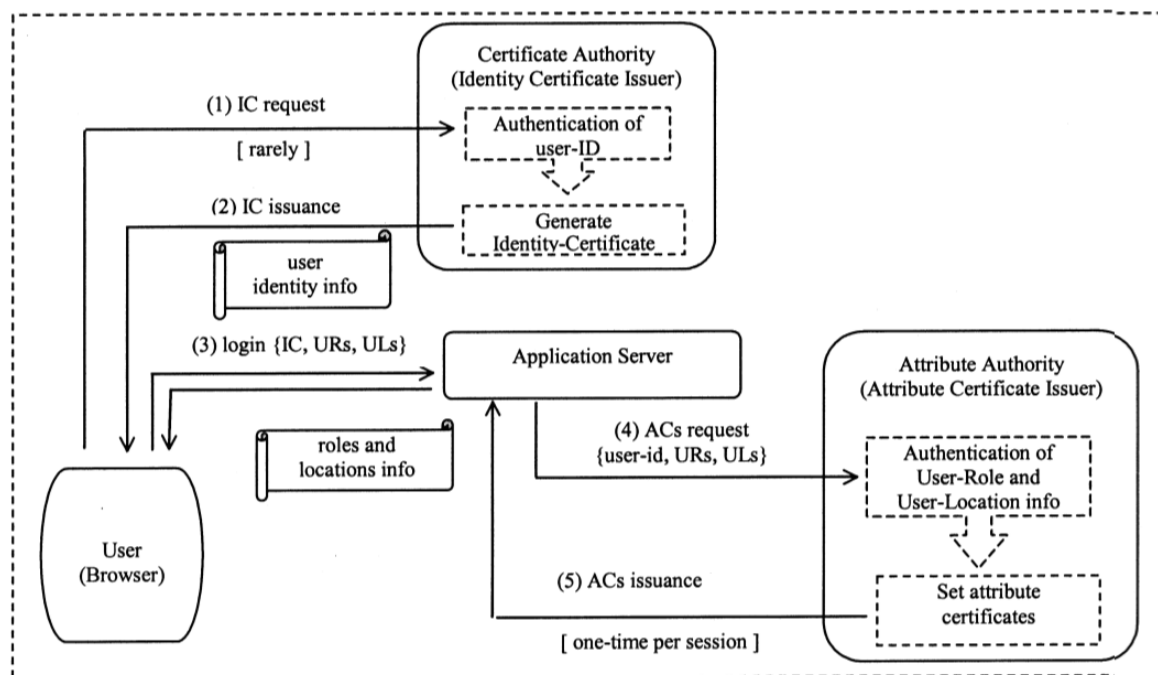 Certificate Authority
(Identity Certificate Issuer)
(1) IC request
[ rarely ]
Authentication of
user-ID
(2) IC issuance
Generate
Identity-Certificate
user
identity info
(3) login {IC, URs, ULs}
Application Server
Attribute Authority
(Attribute Certificate Issuer)
roles and
locations info
(4) ACs request
{user-id, URs, ULs}
Authentication of
User-Role and
User-Location info
User
(Browser)
(5) ACs issuance
[ one-time per session ]
Set attribute
certificates